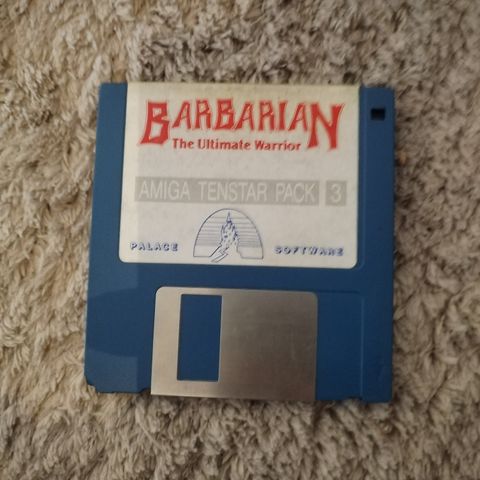 BARBARIAN
The Ultimate Warrior
AMIGA TENSTAR PACK 3
PALACE SOFTWARE